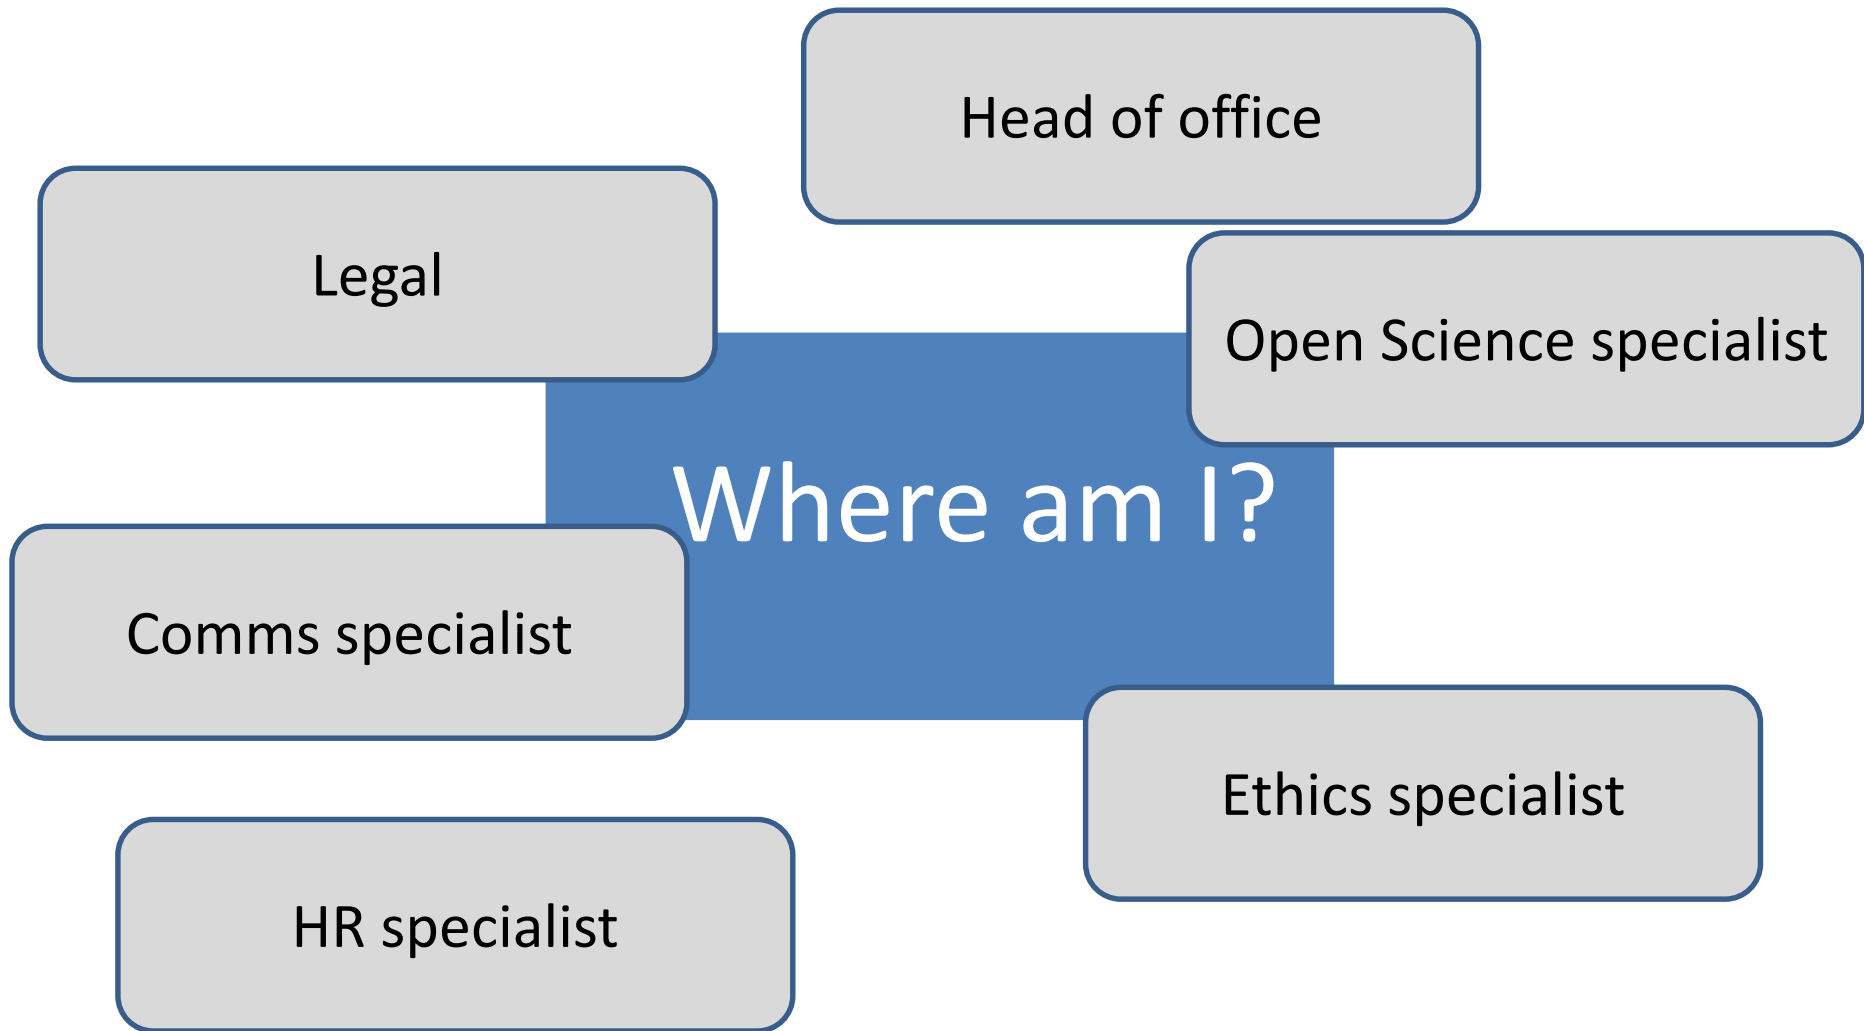 Head of office
Legal
Open Science specialist
Where am I?
Comms specialist
Ethics specialist
HR specialist